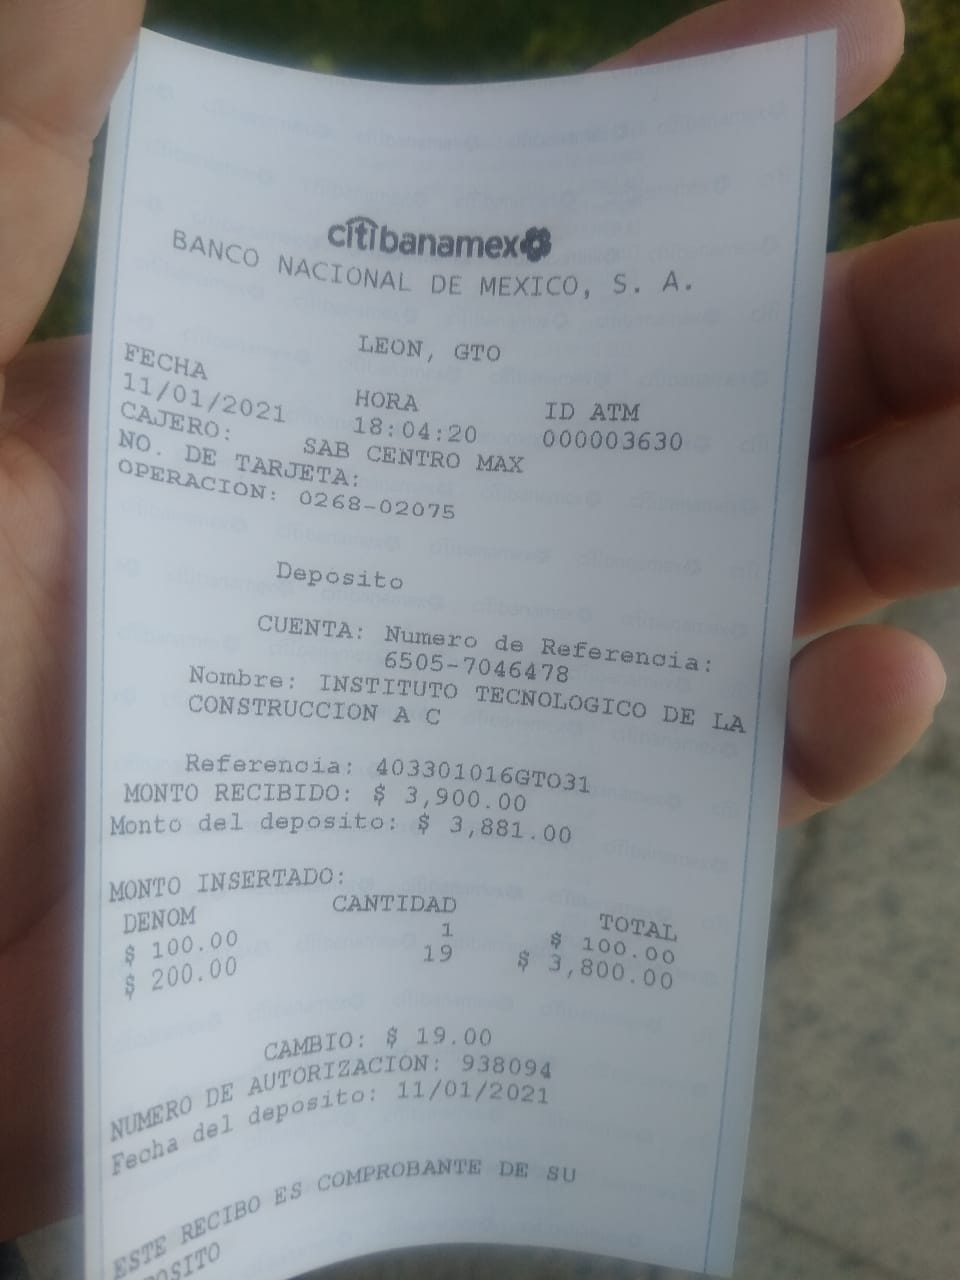 citibanamex
BANCO NACIONAL DE MEXICO, S. A.
LEON, GTO
FECHA HORA ID ATM
11/01/2021 18:04:20 000003630
CAJERO: SAB CENTRO MAX
NO. DE TARJETA:
OPERACION: 0268-02075
Deposito
CUENTA: Numero de Referencia:
6505-7046478
Nombre: INSTITUTO TECNOLOGICO DE LA
CONSTRUCCION A C
Referencia: 403301016GTO31
MONTO RECIBIDO: $ 3,900.00
Monto del deposito: $ 3,881.00
MONTO INSERTADO:
DENOM CANTIDAD TOTAL
$ 100.00 1 $ 100.00
$ 200.00 19 $ 3,800.00
CAMBIO: $ 19.00
NUMERO DE AUTORIZACION: 938094
Fecha del deposito: 11/01/2021
ESTE RECIBO ES COMPROBANTE DE SU